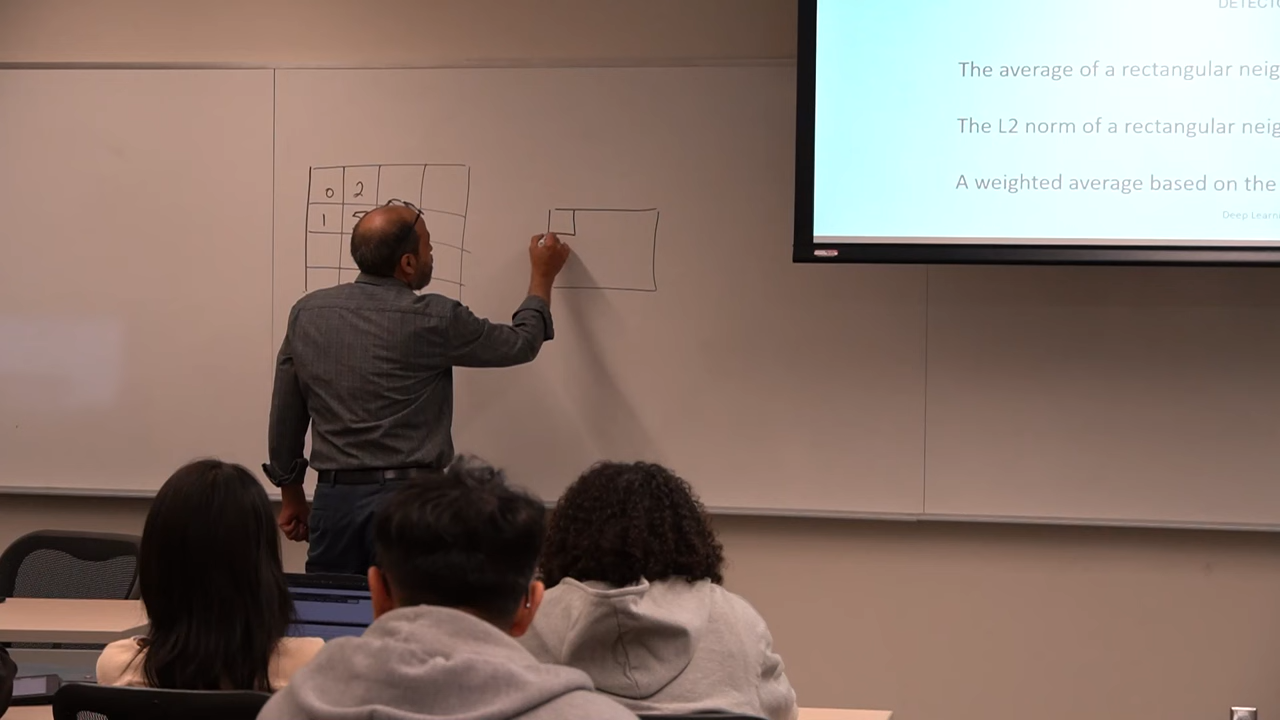 0 2
1
DETECTO
The average of a rectangular neig
The L2 norm of a rectangular neig
A weighted average based on the
Deep Learni